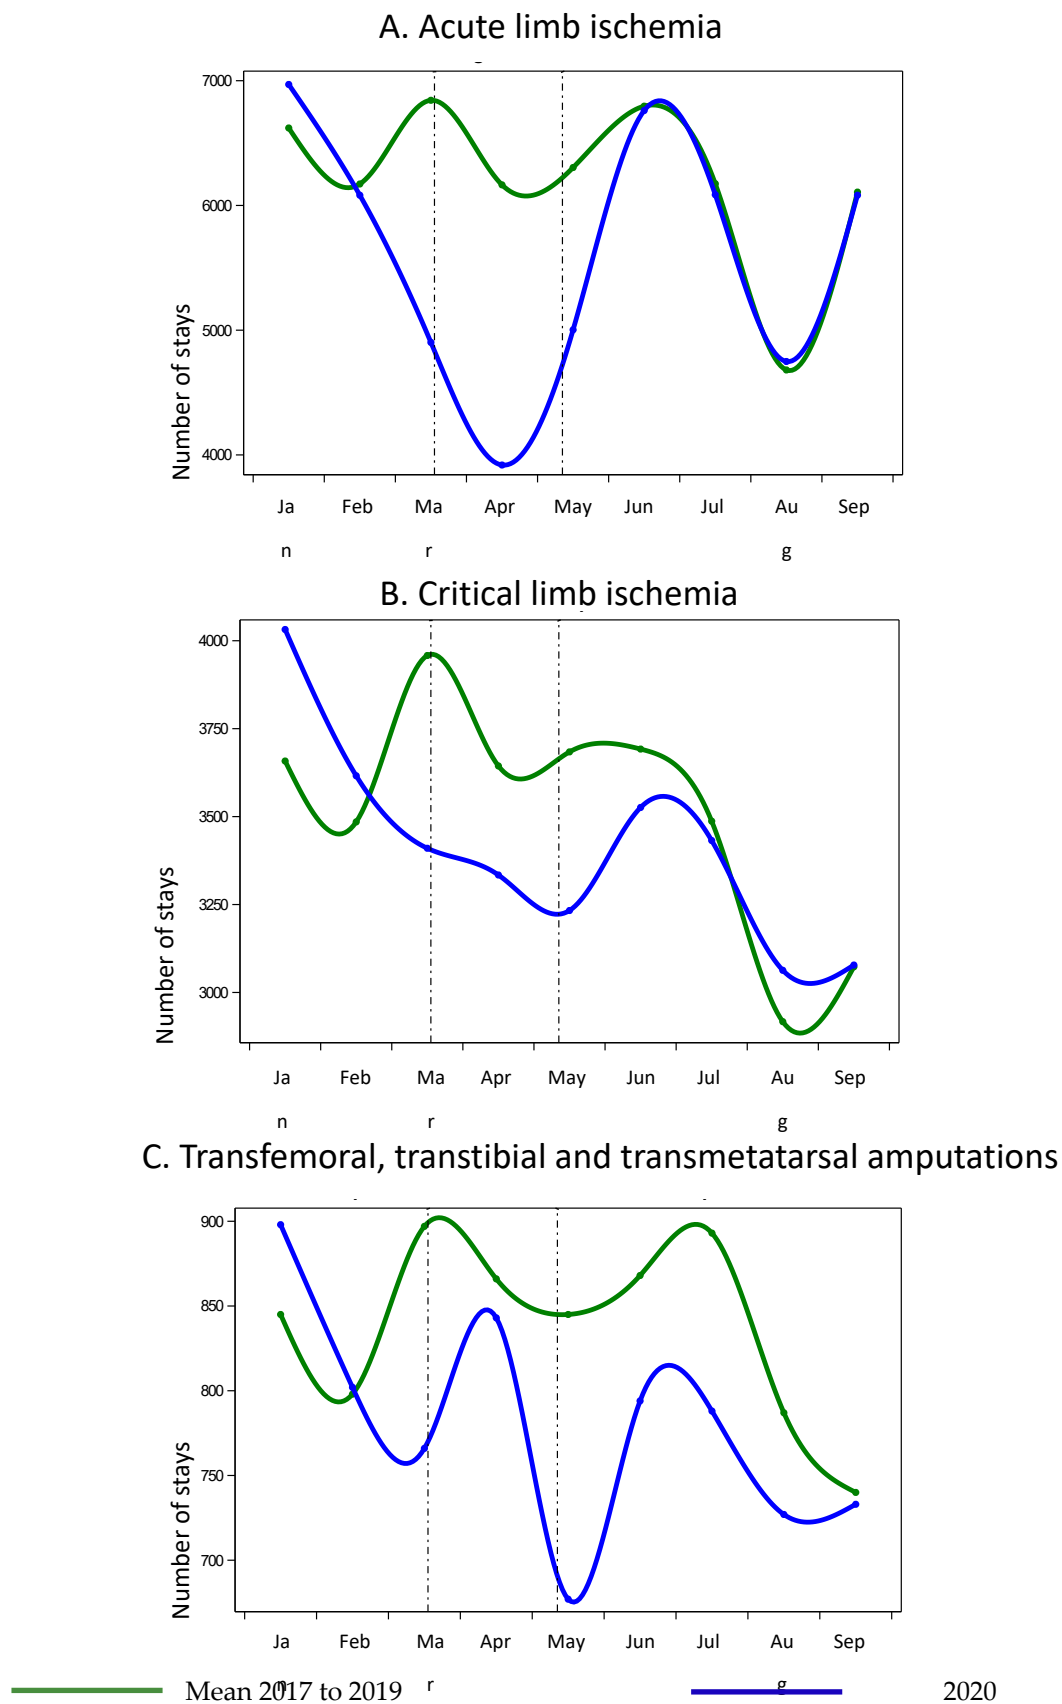 A. Acute limb ischemia
7000
6000
5000
4000
Number of stays
Ja Feb Ma Apr May Jun Jul Au Sep
n r g
B. Critical limb ischemia
4000
3750
3500
3250
3000
Number of stays
Ja Feb Ma Apr May Jun Jul Au Sep
n r g
C. Transfemoral, transtibial and transmetatarsal amputations
900
850
800
750
700
Number of stays
Ja Feb Ma Apr May Jun Jul Au Sep
n r g
Mean 2017 to 2019 2020